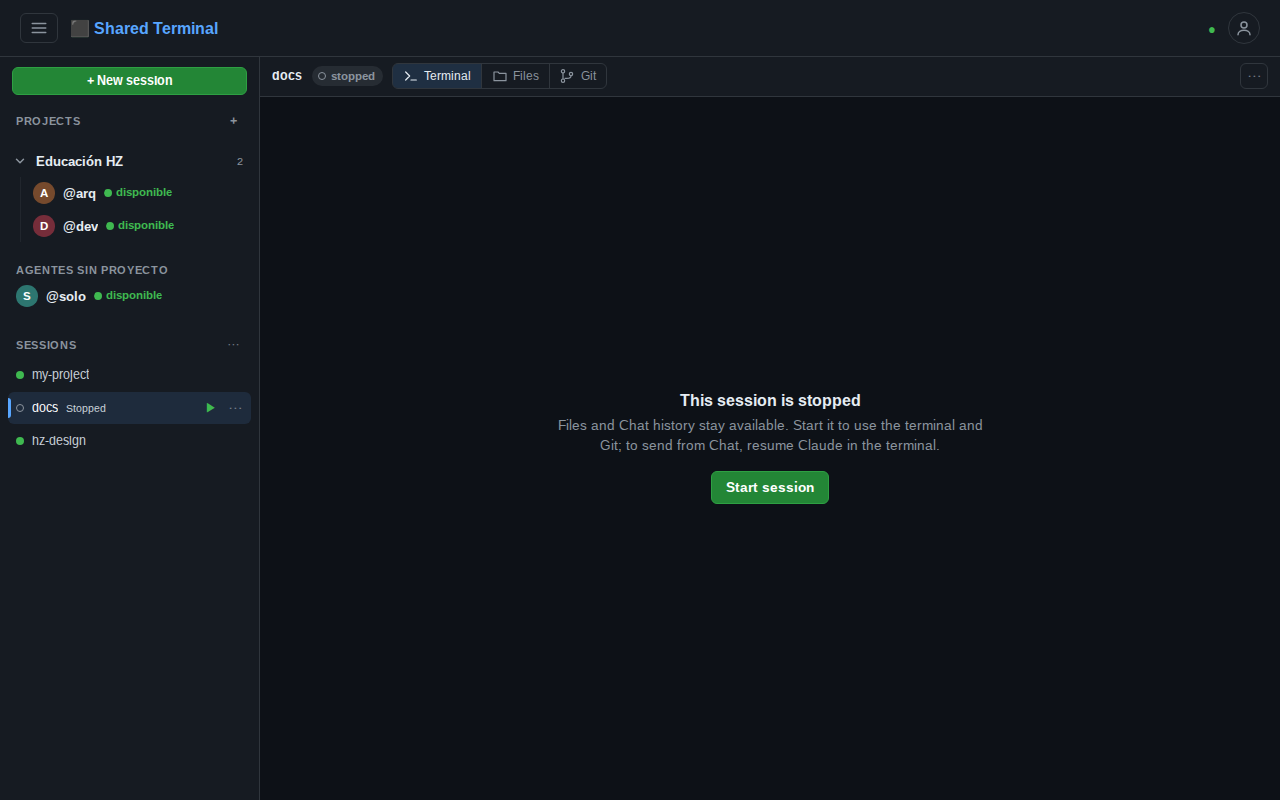 Shared Terminal
+ New session
PROJECTS +
Educación HZ 2
A @arq disponible
D @dev disponible
AGENTES SIN PROYECTO
S @solo disponible
SESSIONS ...
my-project
docs Stopped ...
hz-design
docs stopped Terminal Files Git ...
This session is stopped
Files and Chat history stay available. Start it to use the terminal and
Git; to send from Chat, resume Claude in the terminal.
Start session